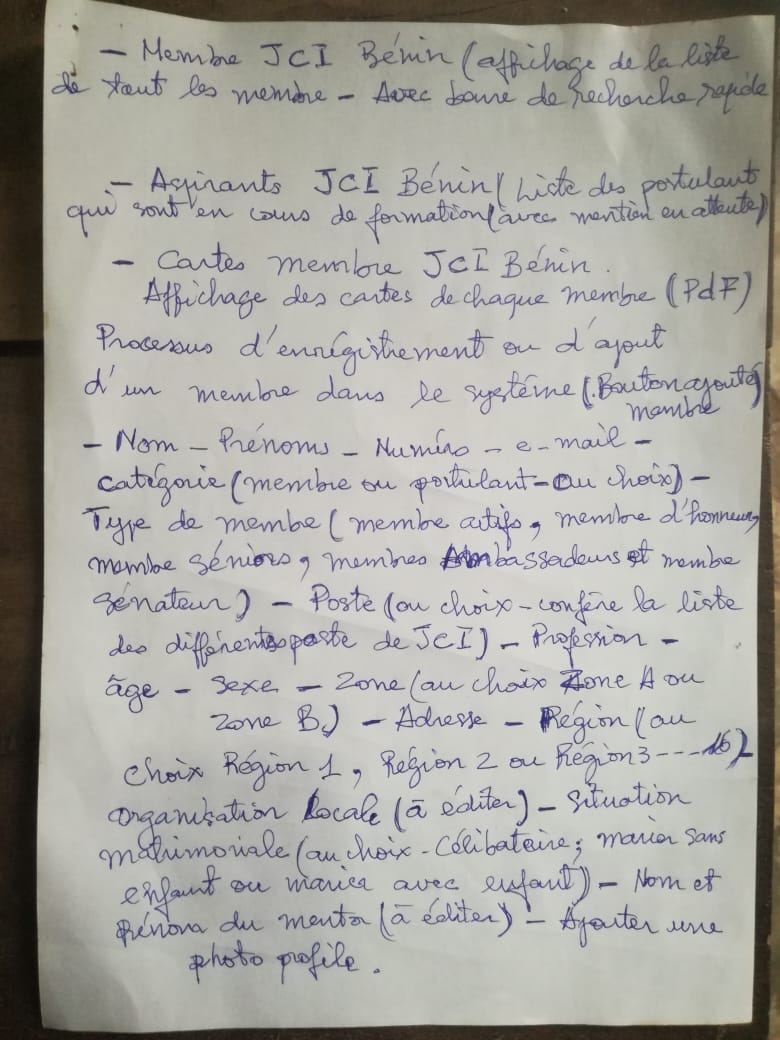 - Membre JCI Bénin (affichage de la liste
de tout les membre - Avec barre de recherche rapide
- Aspirants JCI Bénin (Liste des postulant
qui sont en cours de formation (avec mention en attente)
- Cartes membre JCI Bénin.
Affichage des cartes de chaque membre (PdF)
Processus d'enrégistrement ou d'ajout
d'un membre dans le système (Bouton ajouté
membre
- Nom - Prénoms - Numéro - e-mail -
catégorie (membre ou postulant - Au choix) -
Type de membe (membe actifs, membre d'honneur,
membe séniors, membres Ambassadeurs et membe
sénateur) - Poste (au choix - confère la liste
des différents poste de JCI) - Profession -
âge - Sexe - Zone (au choix Zone A ou
Zone B.) - Adresse - Région (au
choix Région 1, Région 2 ou Région 3 --- 16)
Organisation Locale (à éditer) - Situation
matrimoniale (au choix - Célibataire; marier sans
enfant ou marier avec enfant) - Nom et
Prénom du mentor (à éditer) - Ajouter une
photo profile.